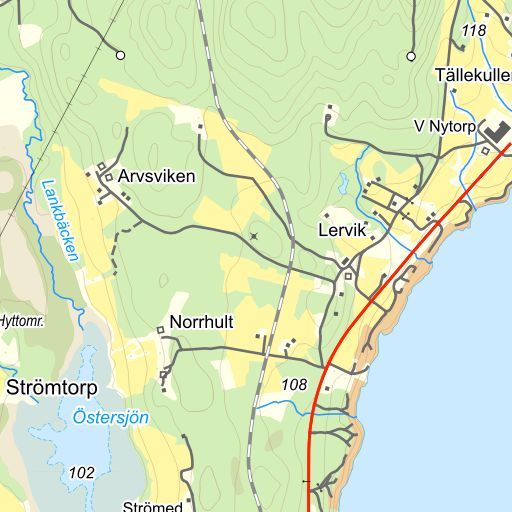 118
Tällekullen
V Nytorp
Arvsviken
Lankbäcken
Lervik
Hyttomr.
Norrhult
Strömtorp
108
Östersjön
102
Strömed